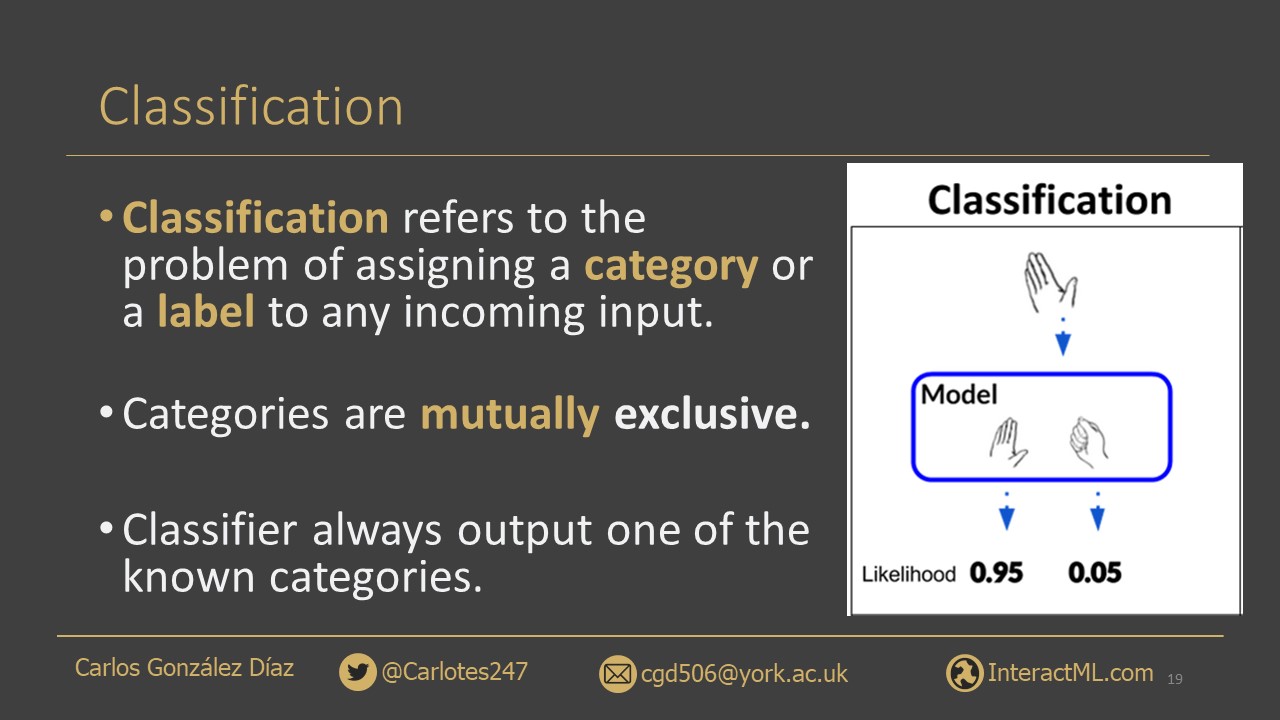 Classification
• Classification refers to the
problem of assigning a category or
a label to any incoming input.
• Categories are mutually exclusive.
• Classifier always output one of the
known categories.
Classification
Model
Likelihood 0.95 0.05
Carlos González Díaz @Carlotes247 cgd506@york.ac.uk InteractML.com 19